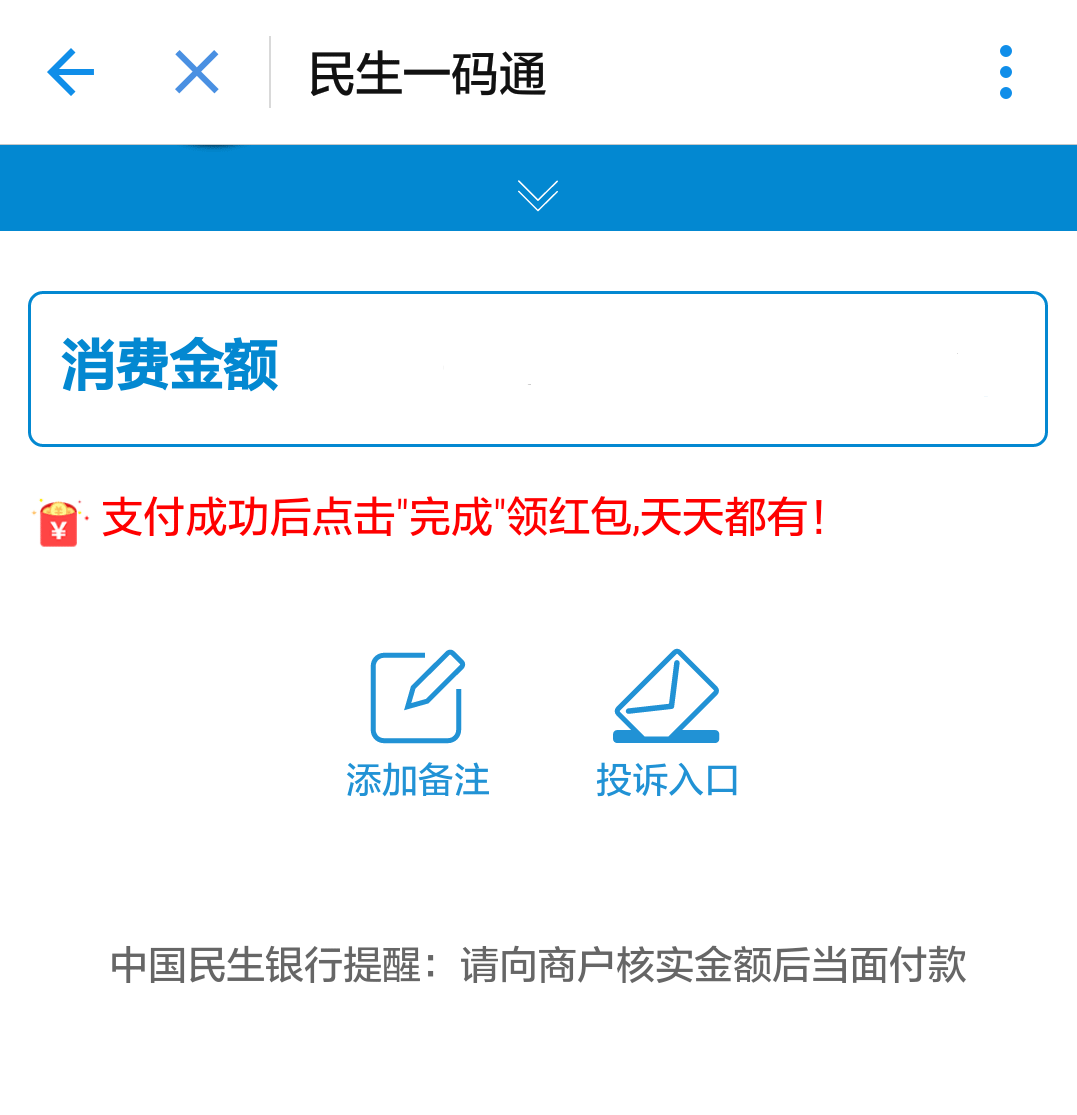 民生一码通
消费金额
支付成功后点击"完成"领红包,天天都有!
添加备注
投诉入口
中国民生银行提醒：请向商户核实金额后当面付款